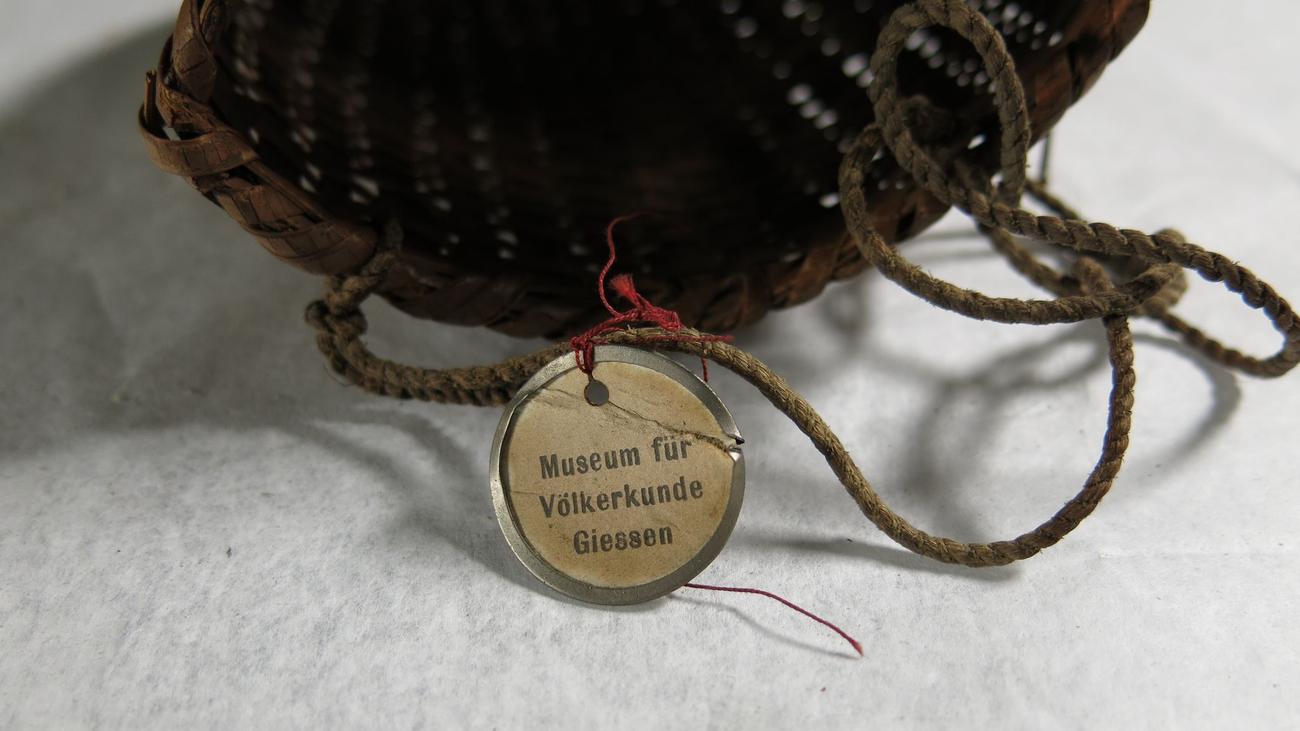 Museum für
Völkerkunde
Giessen